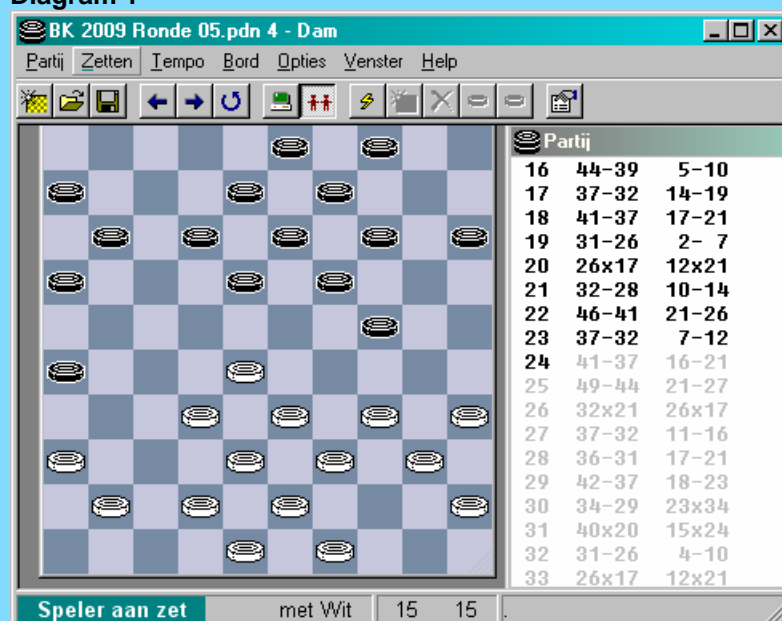 Diagram 1
BK 2009 Ronde 05.pdn 4 - Dam
Partij Zetten Tempo Bord Opties Venster Help
Partij
16 44-39 5-10
17 37-32 14-19
18 41-37 17-21
19 31-26 2- 7
20 26x17 12x21
21 32-28 10-14
22 46-41 21-26
23 37-32 7-12
24 41-37 16-21
25 49-44 21-27
26 32x21 26x17
27 37-32 11-16
28 36-31 17-21
29 42-37 18-23
30 34-29 23x34
31 40x20 15x24
32 31-26 4-10
33 26x17 12x21
Speler aan zet met Wit 15 15 .